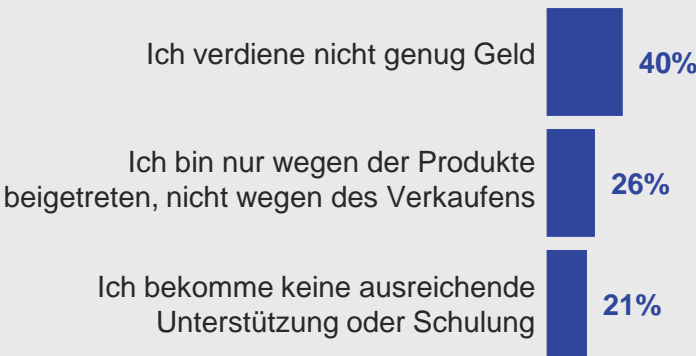 Ich verdiene nicht genug Geld
40%
Ich bin nur wegen der Produkte
beigetreten, nicht wegen des Verkaufens
26%
Ich bekomme keine ausreichende
Unterstützung oder Schulung
21%